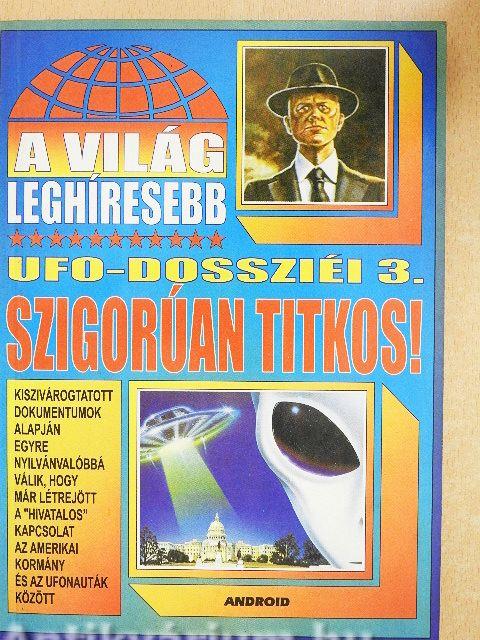 A VILÁG
LEGHÍRESEBB
UFO-DOSSZIÉI 3.
SZIGORÚAN TITKOS!
KISZIVÁROGTATOTT
DOKUMENTUMOK
ALAPJÁN
EGYRE
NYILVÁNVALÓBBÁ
VÁLIK, HOGY
MÁR LÉTREJÖTT
A "HIVATALOS"
KAPCSOLAT
AZ AMERIKAI
KORMÁNY
ÉS AZ UFONAUTÁK
KÖZÖTT
ANDROID